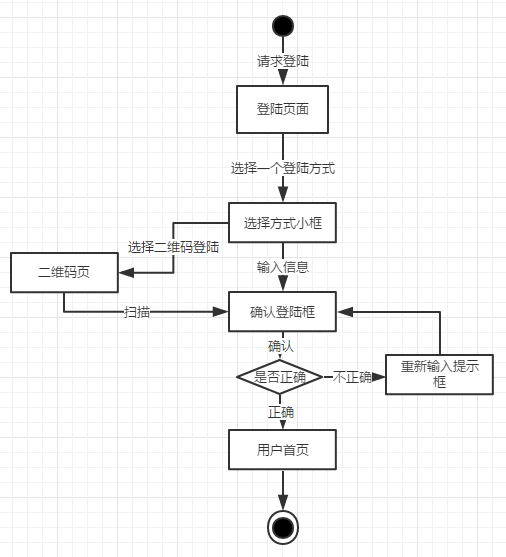 请求登陆
登陆页面
选择一个登陆方式
选择方式小框
选择二维码登陆
二维码页
输入信息
扫描
确认登陆框
确认
是否正确
不正确
重新输入提示
框
正确
用户首页